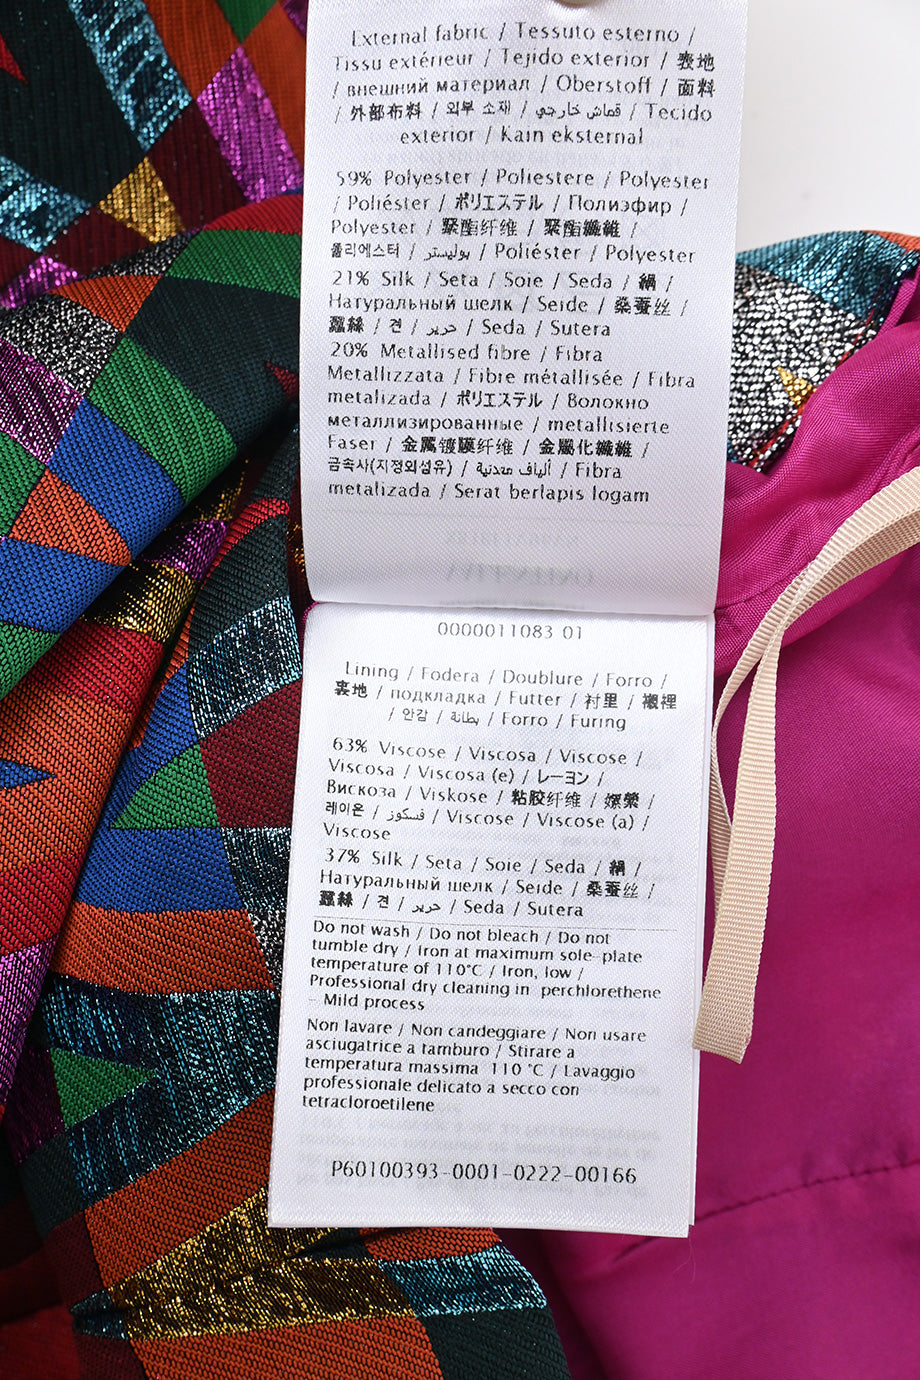 External fabric / Tessuto esterno /
Tissu extérieur / Tejido exterior / 表地
/ внешний материал / Oberstoff / 面料
/ 外部布料 / 외부 소재 / قماش خارجي / Tecido
exterior / Kain eksternal
59% Polyester / Poliestere / Polyester
/ Poliéster / ポリエステル / Полиэфир /
Polyester / 聚酯纤维 / 聚酯纖維 /
폴리에스터 / بوليستر / Poliéster / Polyester
21% Silk / Seta / Soie / Seda / 絹 /
Натуральный шелк / Seide / 桑蚕丝 /
蠶絲 / 견 / حرير / Seda / Sutera
20% Metallised fibre / Fibra
Metallizzata / Fibre métallisée / Fibra
metalizada / ポリエステル / Волокно
металлизированные / metallisierte
Faser / 金属镀膜纤维 / 金屬化纖維 /
금속사(지정외섬유) / ألياف معدنية / Fibra
metalizada / Serat berlapis logam
0000011083 01
Lining / Fodera / Doublure / Forro /
裏地 / подкладка / Futter / 衬里 / 襯裡
/ 안감 / بطانة / Forro / Furing
63% Viscose / Viscosa / Viscose /
Viscosa / Viscosa (e) / レーヨン /
Вискоза / Viskose / 粘胶纤维 / 嫘縈 /
레이온 / فسكوز / Viscose / Viscose (a) /
Viscose
37% Silk / Seta / Soie / Seda / 絹 /
Натуральный шелк / Seide / 桑蚕丝 /
蠶絲 / 견 / حرير / Seda / Sutera
Do not wash / Do not bleach / Do not
tumble dry / Iron at maximum sole-plate
temperature of 110°C / Iron, low /
Professional dry cleaning in perchlorethene
- Mild process
Non lavare / Non candeggiare / Non usare
asciugatrice a tamburo / Stirare a
temperatura massima 110 °C / Lavaggio
professionale delicato a secco con
tetracloroetilene
P60100393-0001-0222-00166